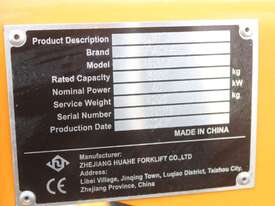 Product Description
Brand
Model
Rated Capacity kg
Nominal Power kW
Service Weight kg
Serial Number
Production Date
MADE IN CHINA
Manufacturer:
ZHEJIANG HUAHE FORKLIFT CO.,LTD
Address:
Libei Village, Jinqing Town, Luqiao District, Taizhou City.
Zhejiang Province, China
CE